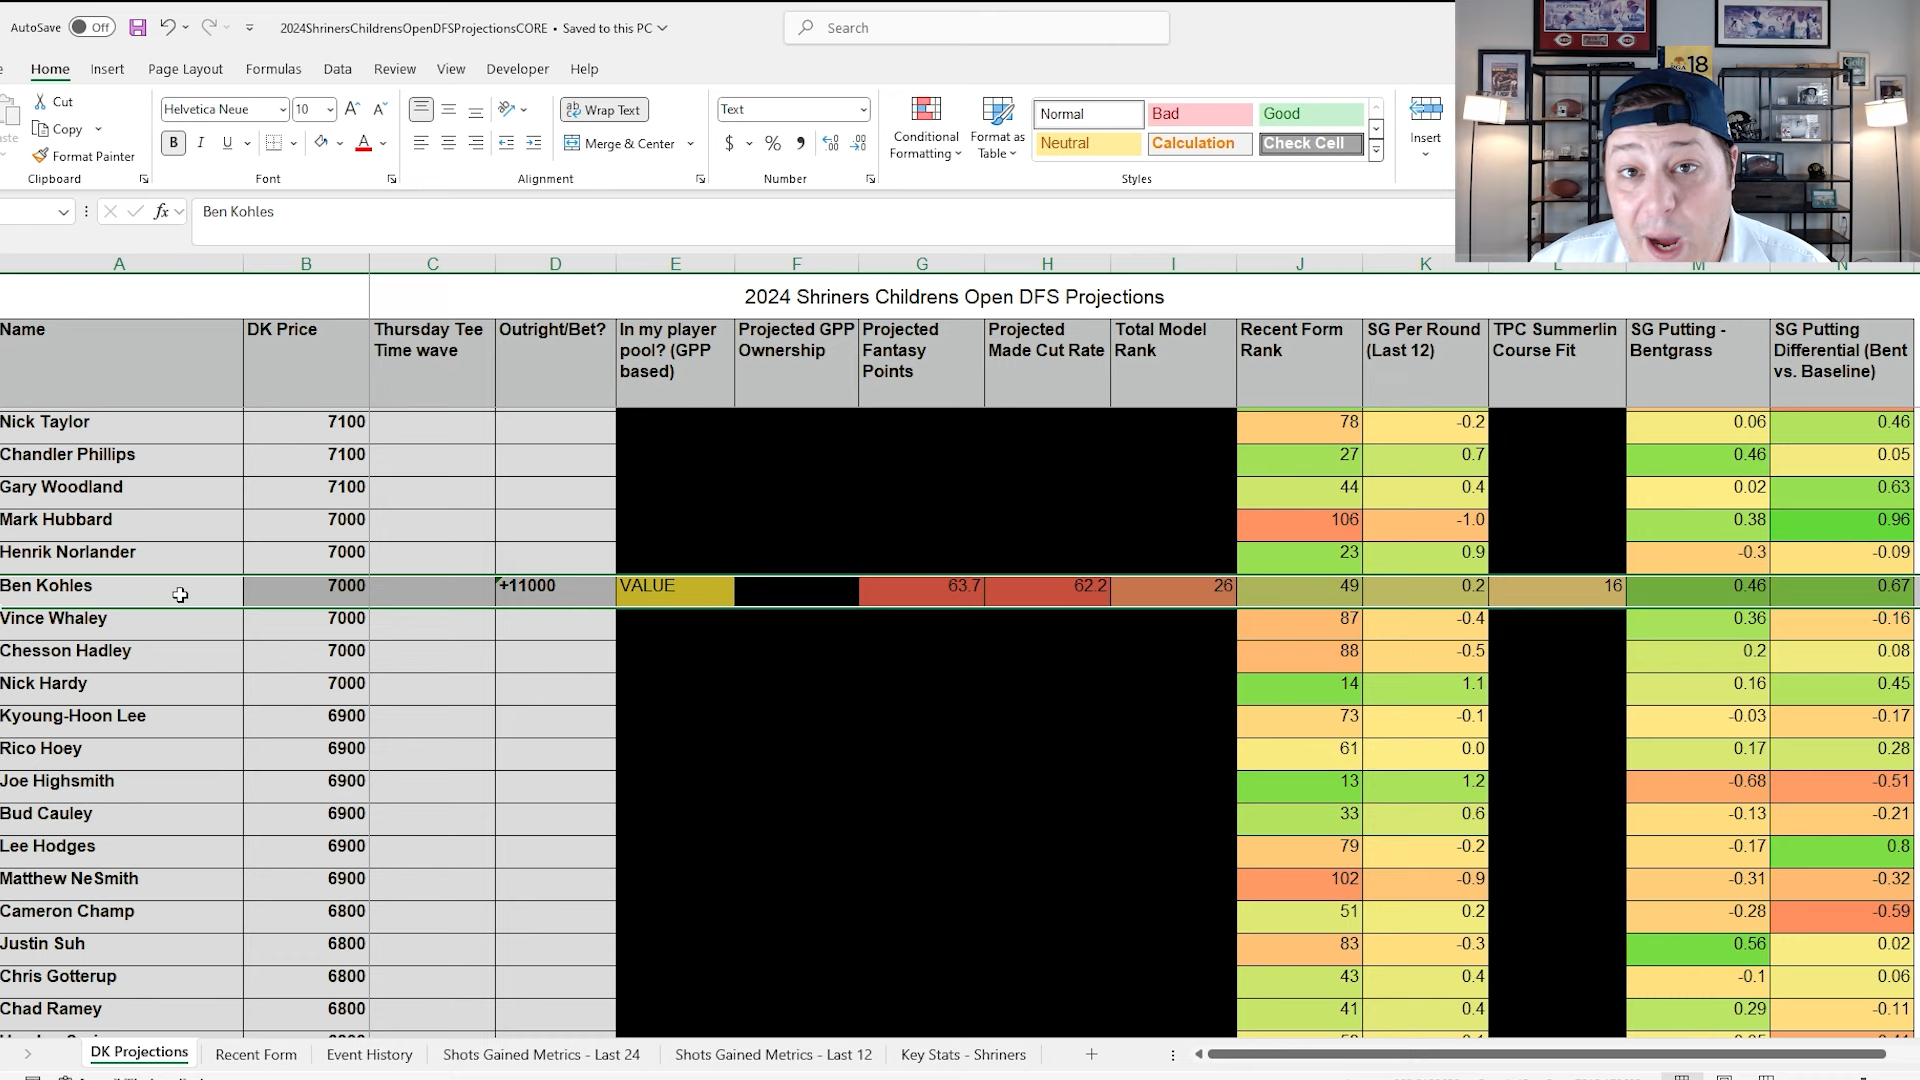 AutoSave Off 2024ShrinersChildrensOpenDFSProjectionsCORE • Saved to this PC Search
Home Insert Page Layout Formulas Data Review View Developer Help
Cut
Copy
Format Painter
Clipboard
Helvetica Neue 10
B I U
Font
Wrap Text
Merge & Center
Alignment
Text
$ % 9
Number
Conditional Formatting
Format as Table
Normal Bad Good
Neutral Calculation Check Cell
Styles
Insert
18
fx Ben Kohles
A B C D E F G H I J K L M N
2024 Shriners Childrens Open DFS Projections
Name DK Price Thursday Tee Time wave Outright/Bet? In my player pool? (GPP based) Projected GPP Ownership Projected Fantasy Points Projected Made Cut Rate Total Model Rank Recent Form Rank SG Per Round (Last 12) TPC Summerlin Course Fit SG Putting - Bentgrass SG Putting Differential (Bent vs. Baseline)
Nick Taylor 7100 78 -0.2 0.06 0.46
Chandler Phillips 7100 27 0.7 0.46 0.05
Gary Woodland 7100 44 0.4 0.02 0.63
Mark Hubbard 7000 106 -1.0 0.38 0.96
Henrik Norlander 7000 23 0.9 -0.3 -0.09
Ben Kohles 7000 +11000 VALUE 63.7 62.2 26 49 0.2 16 0.46 0.67
Vince Whaley 7000 87 -0.4 0.36 -0.16
Chesson Hadley 7000 88 -0.5 0.2 0.08
Nick Hardy 7000 14 1.1 0.16 0.45
Kyoung-Hoon Lee 6900 73 -0.1 -0.03 -0.17
Rico Hoey 6900 61 0.0 0.17 0.28
Joe Highsmith 6900 13 1.2 -0.68 -0.51
Bud Cauley 6900 33 0.6 -0.13 -0.21
Lee Hodges 6900 79 -0.2 -0.17 0.8
Matthew NeSmith 6900 102 -0.9 -0.31 -0.32
Cameron Champ 6800 51 0.2 -0.28 -0.59
Justin Suh 6800 83 -0.3 0.56 0.02
Chris Gotterup 6800 43 0.4 -0.1 0.06
Chad Ramey 6800 41 0.4 0.29 -0.11
DK Projections Recent Form Event History Shots Gained Metrics - Last 24 Shots Gained Metrics - Last 12 Key Stats - Shriners